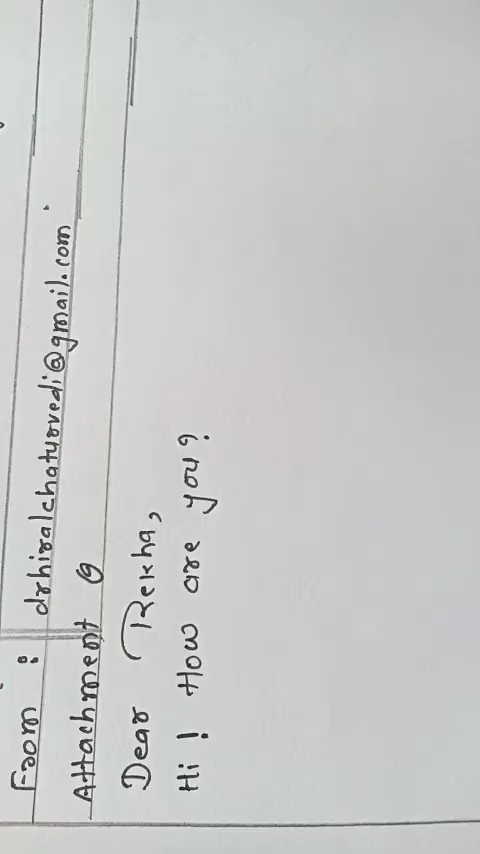 From : drhiralchaturvedi@gmail.com
Attachment
Dear Rekha,
Hi! How are you?